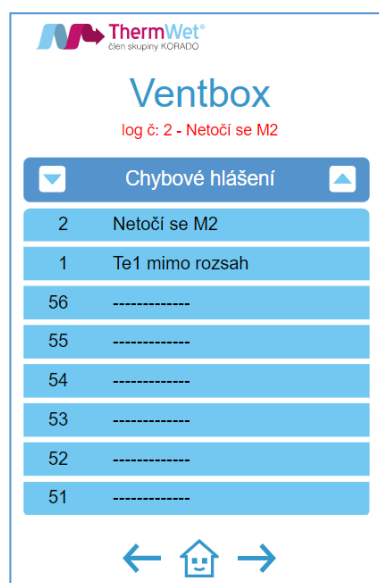 ThermWet®
člen skupiny KORADO
Ventbox
log č: 2 - Netočí se M2
Chybové hlášení
2 Netočí se M2
1 Te1 mimo rozsah
56 -------------
55 -------------
54 -------------
53 -------------
52 -------------
51 -------------